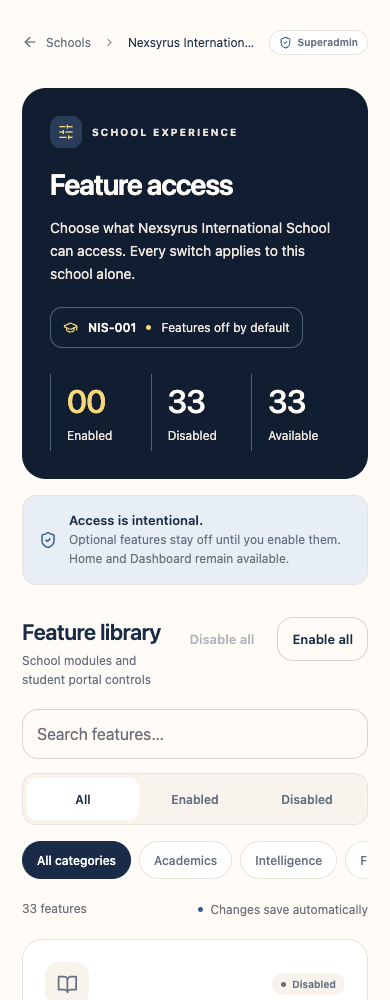 Schools
Nexsyrus Internation...
Superadmin
SCHOOL EXPERIENCE
Feature access
Choose what Nexsyrus International School
can access. Every switch applies to this
school alone.
NIS-001 • Features off by default
00
Enabled
33
Disabled
33
Available
Access is intentional.
Optional features stay off until you enable them.
Home and Dashboard remain available.
Feature library
School modules and
student portal controls
Disable all
Enable all
Search features...
All
Enabled
Disabled
All categories
Academics
Intelligence
F
33 features
Changes save automatically
Disabled